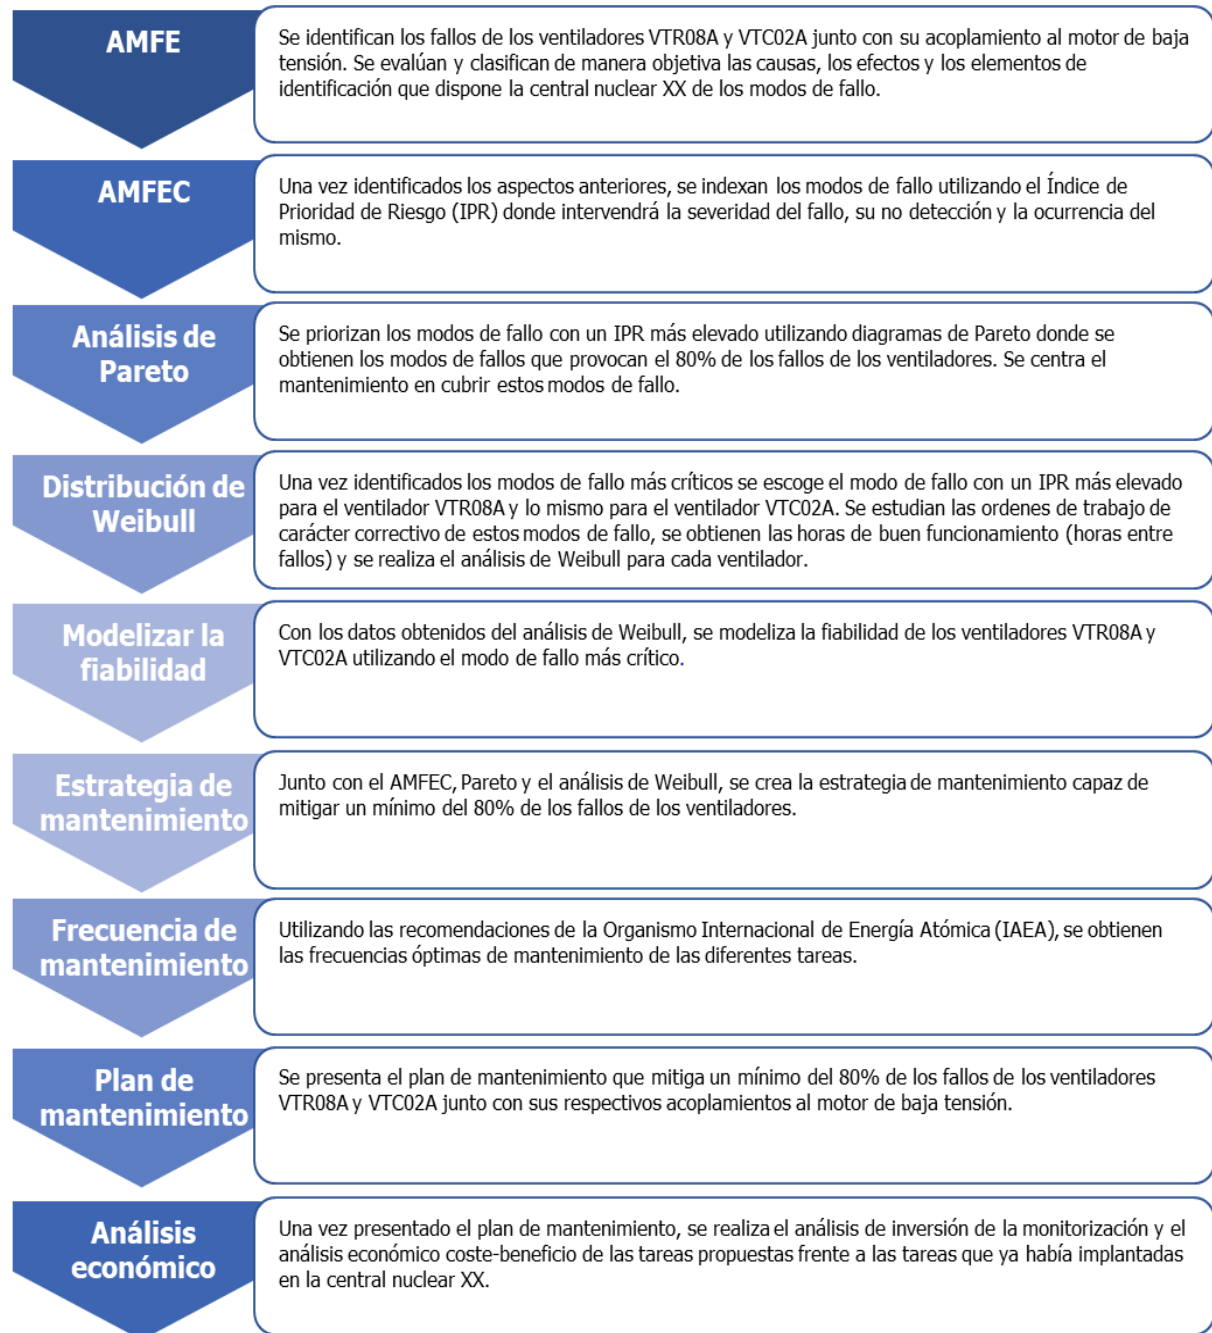 AMFE
Se identifican los fallos de los ventiladores VTR08A y VTC02A junto con su acoplamiento al motor de baja
tensión. Se evalúan y clasifican de manera objetiva las causas, los efectos y los elementos de
identificación que dispone la central nuclear XX de los modos de fallo.
AMFEC
Una vez identificados los aspectos anteriores, se indexan los modos de fallo utilizando el Índice de
Prioridad de Riesgo (IPR) donde intervendrá la severidad del fallo, su no detección y la ocurrencia del
mismo.
Análisis de
Pareto
Se priorizan los modos de fallo con un IPR más elevado utilizando diagramas de Pareto donde se
obtienen los modos de fallos que provocan el 80% de los fallos de los ventiladores. Se centra el
mantenimiento en cubrir estos modos de fallo.
Distribución de
Weibull
Una vez identificados los modos de fallo más críticos se escoge el modo de fallo con un IPR más elevado
para el ventilador VTR08A y lo mismo para el ventilador VTC02A. Se estudian las ordenes de trabajo de
carácter correctivo de estos modos de fallo, se obtienen las horas de buen funcionamiento (horas entre
fallos) y se realiza el análisis de Weibull para cada ventilador.
Modelizar la
fiabilidad
Con los datos obtenidos del análisis de Weibull, se modeliza la fiabilidad de los ventiladores VTR08A y
VTC02A utilizando el modo de fallo más crítico.
Estrategia de
mantenimiento
Junto con el AMFEC, Pareto y el análisis de Weibull, se crea la estrategia de mantenimiento capaz de
mitigar un mínimo del 80% de los fallos de los ventiladores.
Frecuencia de
mantenimiento
Utilizando las recomendaciones de la Organismo Internacional de Energía Atómica (IAEA), se obtienen
las frecuencias óptimas de mantenimiento de las diferentes tareas.
Plan de
mantenimiento
Se presenta el plan de mantenimiento que mitiga un mínimo del 80% de los fallos de los ventiladores
VTR08A y VTC02A junto con sus respectivos acoplamientos al motor de baja tensión.
Análisis
económico
Una vez presentado el plan de mantenimiento, se realiza el análisis de inversión de la monitorización y el
análisis económico coste-beneficio de las tareas propuestas frente a las tareas que ya había implantadas
en la central nuclear XX.